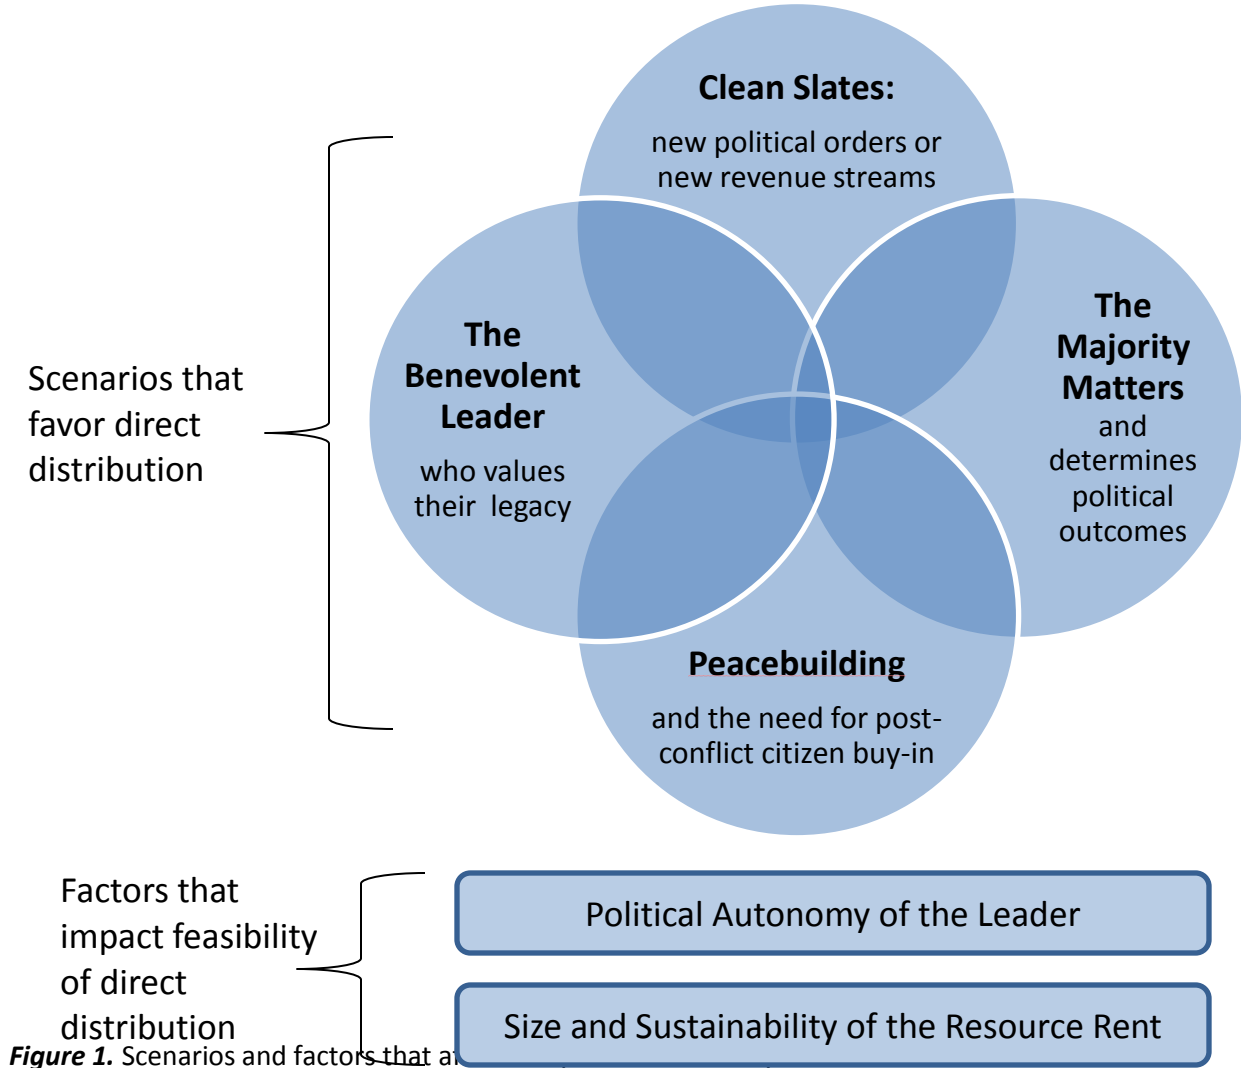 Clean Slates:
new political orders or
new revenue streams
The
Benevolent
Leader
who values
their legacy
The
Majority
Matters
and
determines
political
outcomes
Scenarios that
favor direct
distribution
Peacebuilding
and the need for post-
conflict citizen buy-in
Factors that
impact feasibility
of direct
distribution
Political Autonomy of the Leader
Size and Sustainability of the Resource Rent
Figure 1. Scenarios and factors that